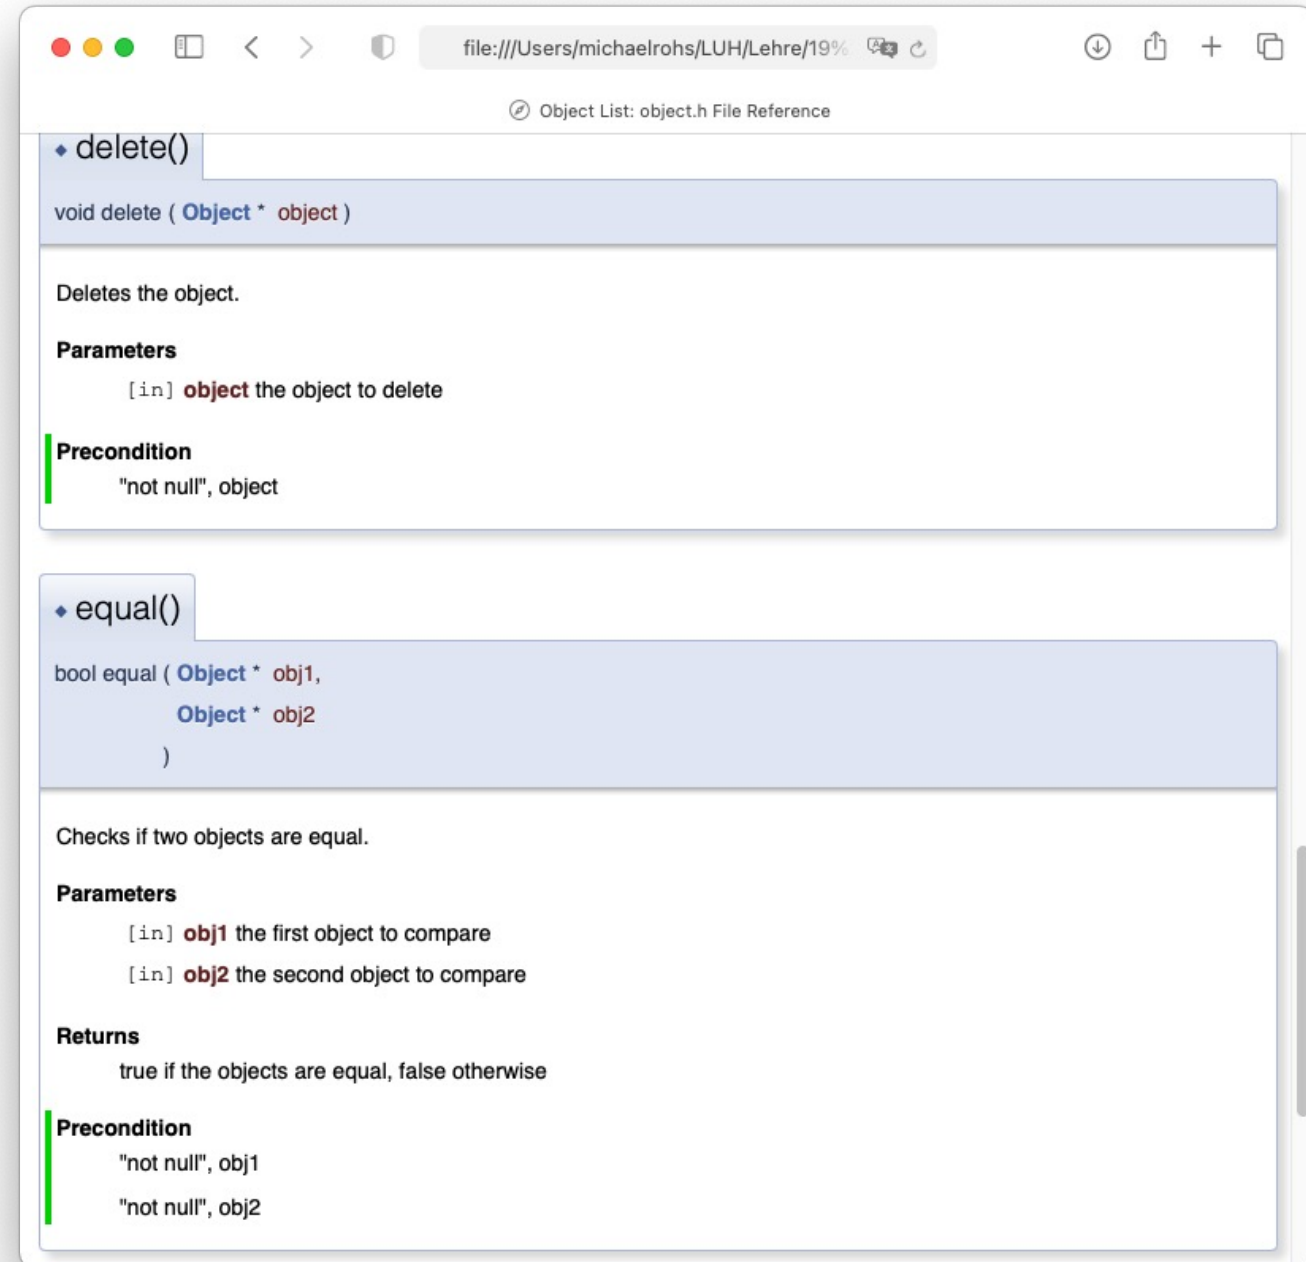 file:///Users/michaelrohs/LUH/Lehre/19%
Object List: object.h File Reference
◆ delete()
void delete ( Object * object )
Deletes the object.
Parameters
[in] object the object to delete
Precondition
"not null", object
◆ equal()
bool equal ( Object * obj1,
Object * obj2
)
Checks if two objects are equal.
Parameters
[in] obj1 the first object to compare
[in] obj2 the second object to compare
Returns
true if the objects are equal, false otherwise
Precondition
"not null", obj1
"not null", obj2